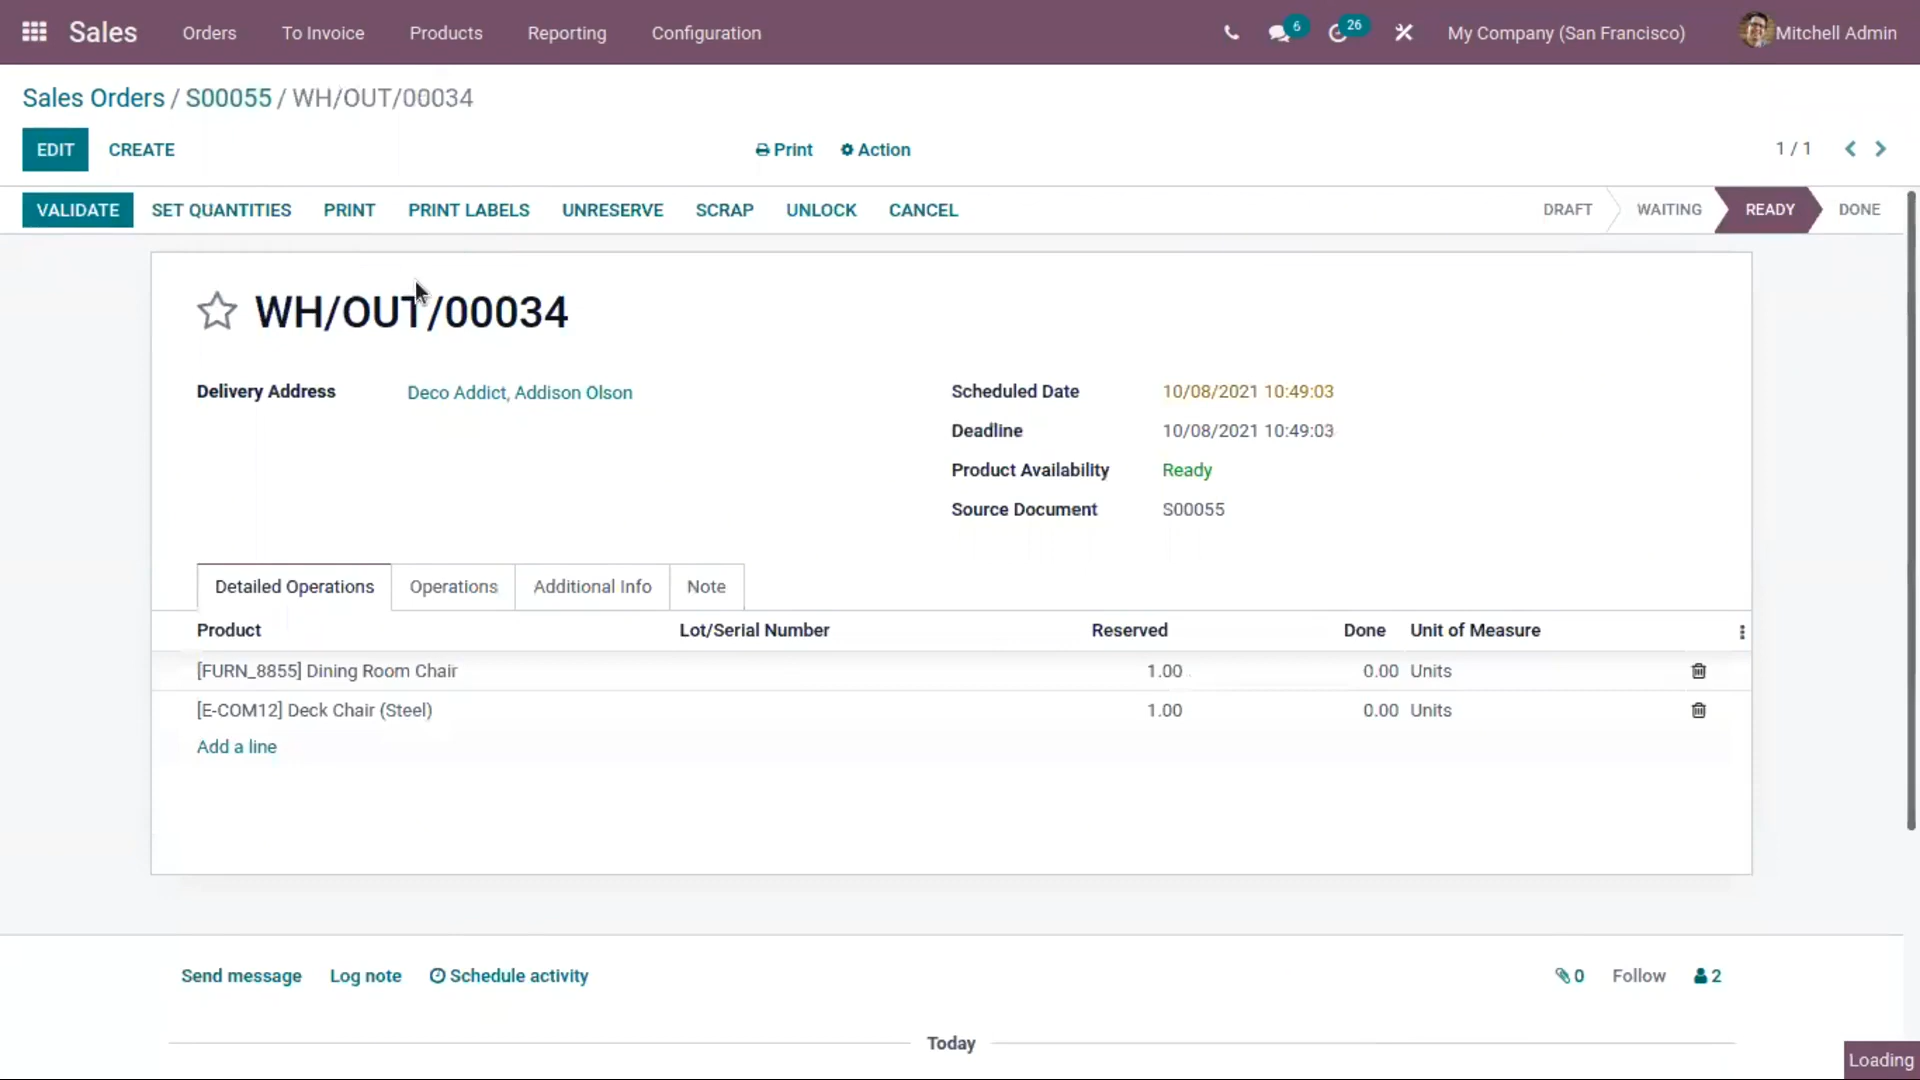 Sales Orders To Invoice Products Reporting Configuration 6 26 My Company (San Francisco) Mitchell Admin
Sales Orders / S00055 / WH/OUT/00034
EDIT CREATE Print Action 1 / 1
VALIDATE SET QUANTITIES PRINT PRINT LABELS UNRESERVE SCRAP UNLOCK CANCEL DRAFT WAITING READY DONE
WH/OUT/00034
Delivery Address Deco Addict, Addison Olson Scheduled Date 10/08/2021 10:49:03
Deadline 10/08/2021 10:49:03
Product Availability Ready
Source Document S00055
Detailed Operations Operations Additional Info Note
Product Lot/Serial Number Reserved Done Unit of Measure
[FURN_8855] Dining Room Chair 1.00 0.00 Units
[E-COM12] Deck Chair (Steel) 1.00 0.00 Units
Add a line
Send message Log note Schedule activity 0 Follow 2
Today
Loading